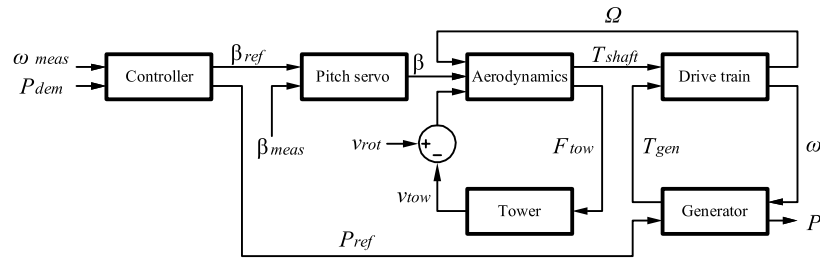 Ω
ω meas
P dem
Controller
β ref
Pitch servo
β
Aerodynamics
T shaft
Drive train
β meas
v rot
+
−
F tow
T gen
ω
v tow
Tower
Generator
P ref
P